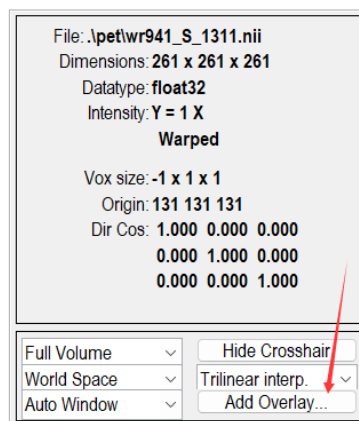 File: .\pet\wr941_S_1311.nii
Dimensions: 261 x 261 x 261
Datatype: float32
Intensity: Y = 1 X
Warped
Vox size: -1 x 1 x 1
Origin: 131 131 131
Dir Cos: 1.000 0.000 0.000
0.000 1.000 0.000
0.000 0.000 1.000
Full Volume Hide Crosshair
World Space Trilinear interp.
Auto Window Add Overlay...